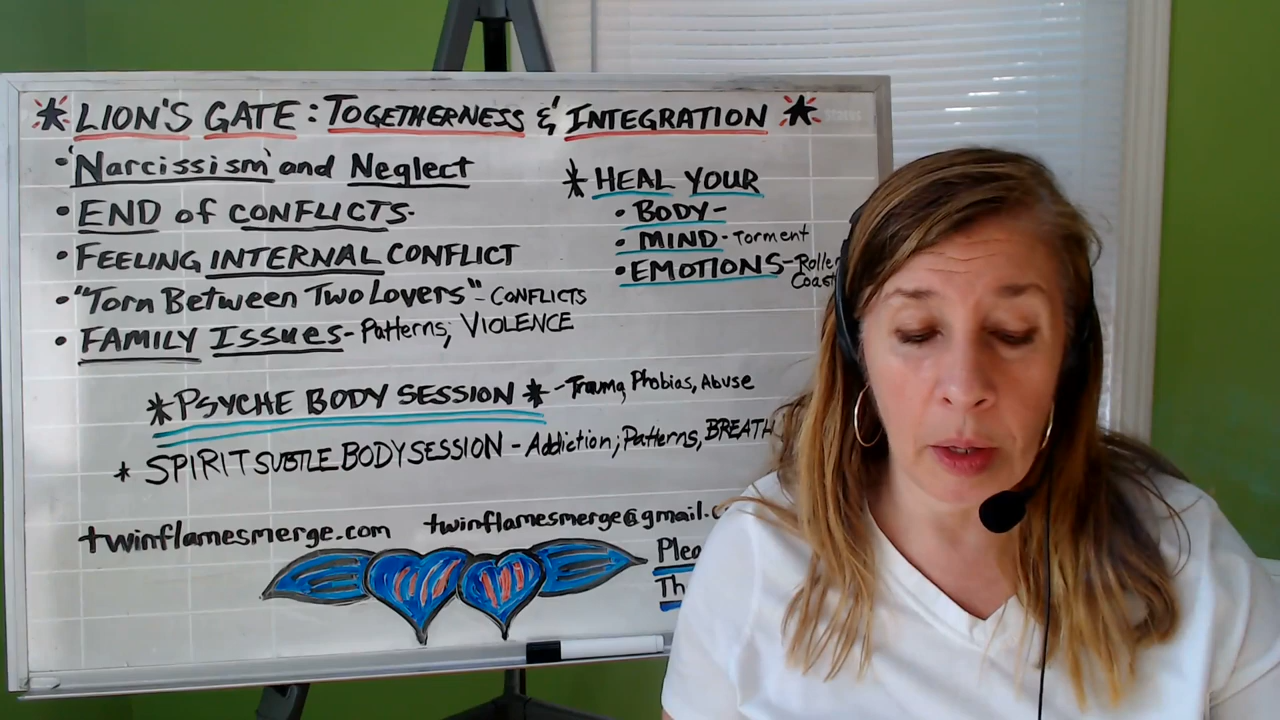 * LION'S GATE: TOGETHERNESS & INTEGRATION *
• 'Narcissism' and Neglect
• END of CONFLICTS-
• FEELING INTERNAL CONFLICT
• "Torn Between Two Lovers" - CONFLICTS
• FAMILY ISSUES - Patterns, VIOLENCE
* HEAL YOUR
• BODY -
• MIND - Torment
• EMOTIONS - Roller
Coast
* PSYCHE BODY SESSION * - Trauma, Phobias, Abuse
* SPIRIT SUBTLE BODY SESSION - Addiction, Patterns, BREATH
twinflamesmerge.com twinflamesmerge@gmail.c
Plea
Th